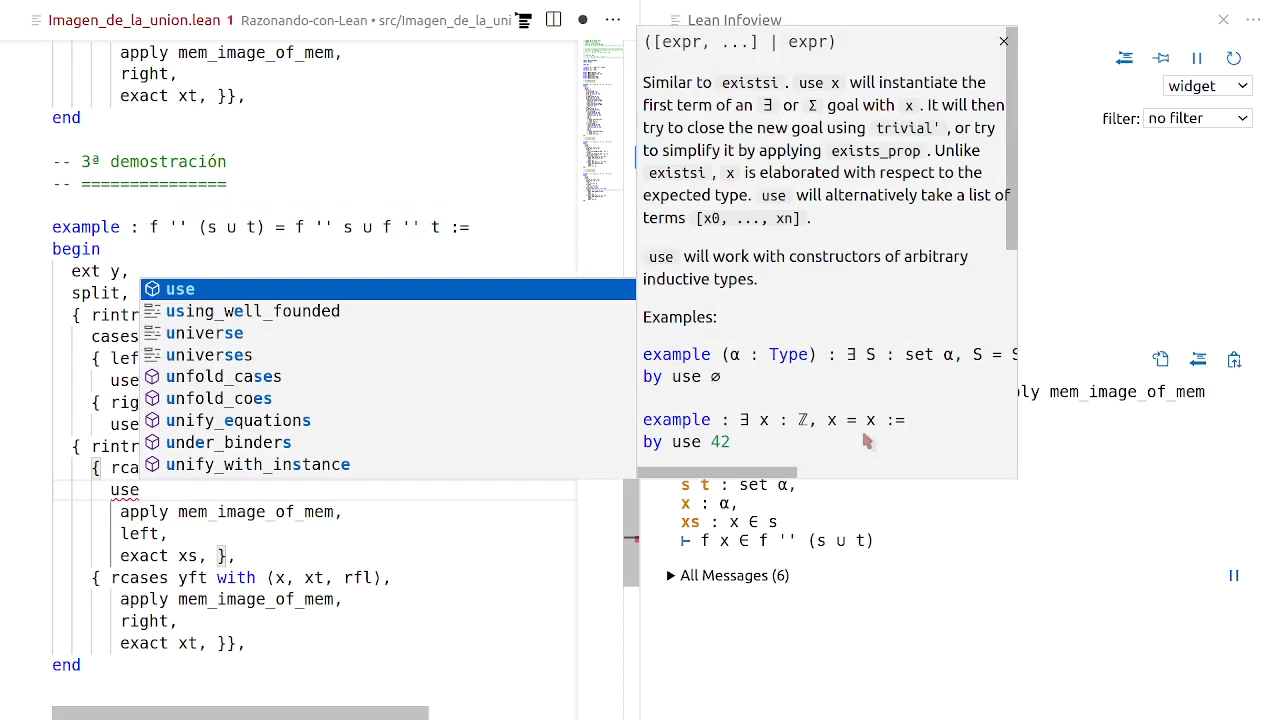 Imagen_de_la_union.lean 1 Razonando-con-Lean • src/Imagen_de_la_uni
apply mem_image_of_mem,
right,
exact xt, }},
end
-- 3ª demostración
-- ===============
example : f '' (s ∪ t) = f '' s ∪ f '' t :=
begin
ext y,
split,
{ rintr
cases
{ lef
use
{ rig
use
{ rintr
{ rca
use
apply mem_image_of_mem,
left,
exact xs, },
{ rcases yft with ⟨x, xt, rfl⟩,
apply mem_image_of_mem,
right,
exact xt, }},
end
use
using_well_founded
universe
universes
unfold_cases
unfold_coes
unify_equations
under_binders
unify_with_instance
([expr, ...] | expr)
Similar to existsi. use x will instantiate the
first term of an ∃ or Σ goal with x. It will then
try to close the new goal using trivial', or try
to simplify it by applying exists_prop. Unlike
existsi, x is elaborated with respect to the
expected type. use will alternatively take a list of
terms [x0, ..., xn].
use will work with constructors of arbitrary
inductive types.
Examples:
example (α : Type) : ∃ S : set α, S = S
by use ∅
example : ∃ x : ℤ, x = x :=
by use 42
Lean Infoview
widget
filter: no filter
ply mem_image_of_mem
s t : set α,
x : α,
xs : x ∈ s
⊢ f x ∈ f '' (s ∪ t)
All Messages (6)